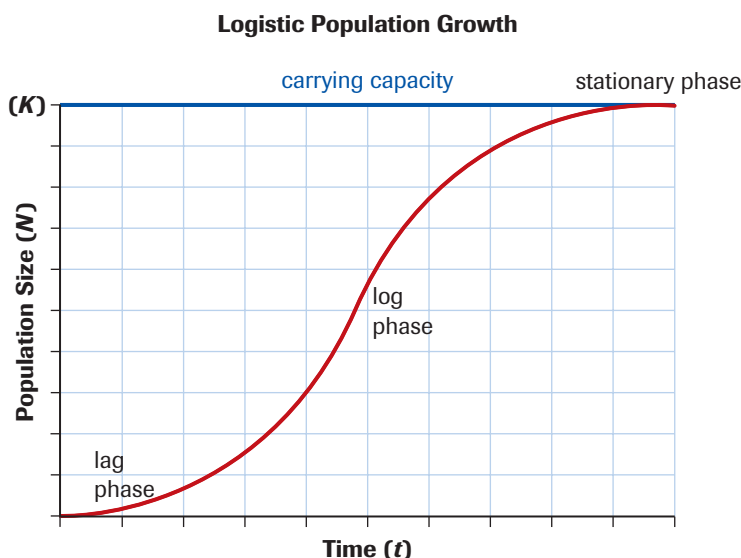 Logistic Population Growth
carrying capacity
stationary phase
(K)
Population Size (N)
log
phase
lag
phase
Time (t)